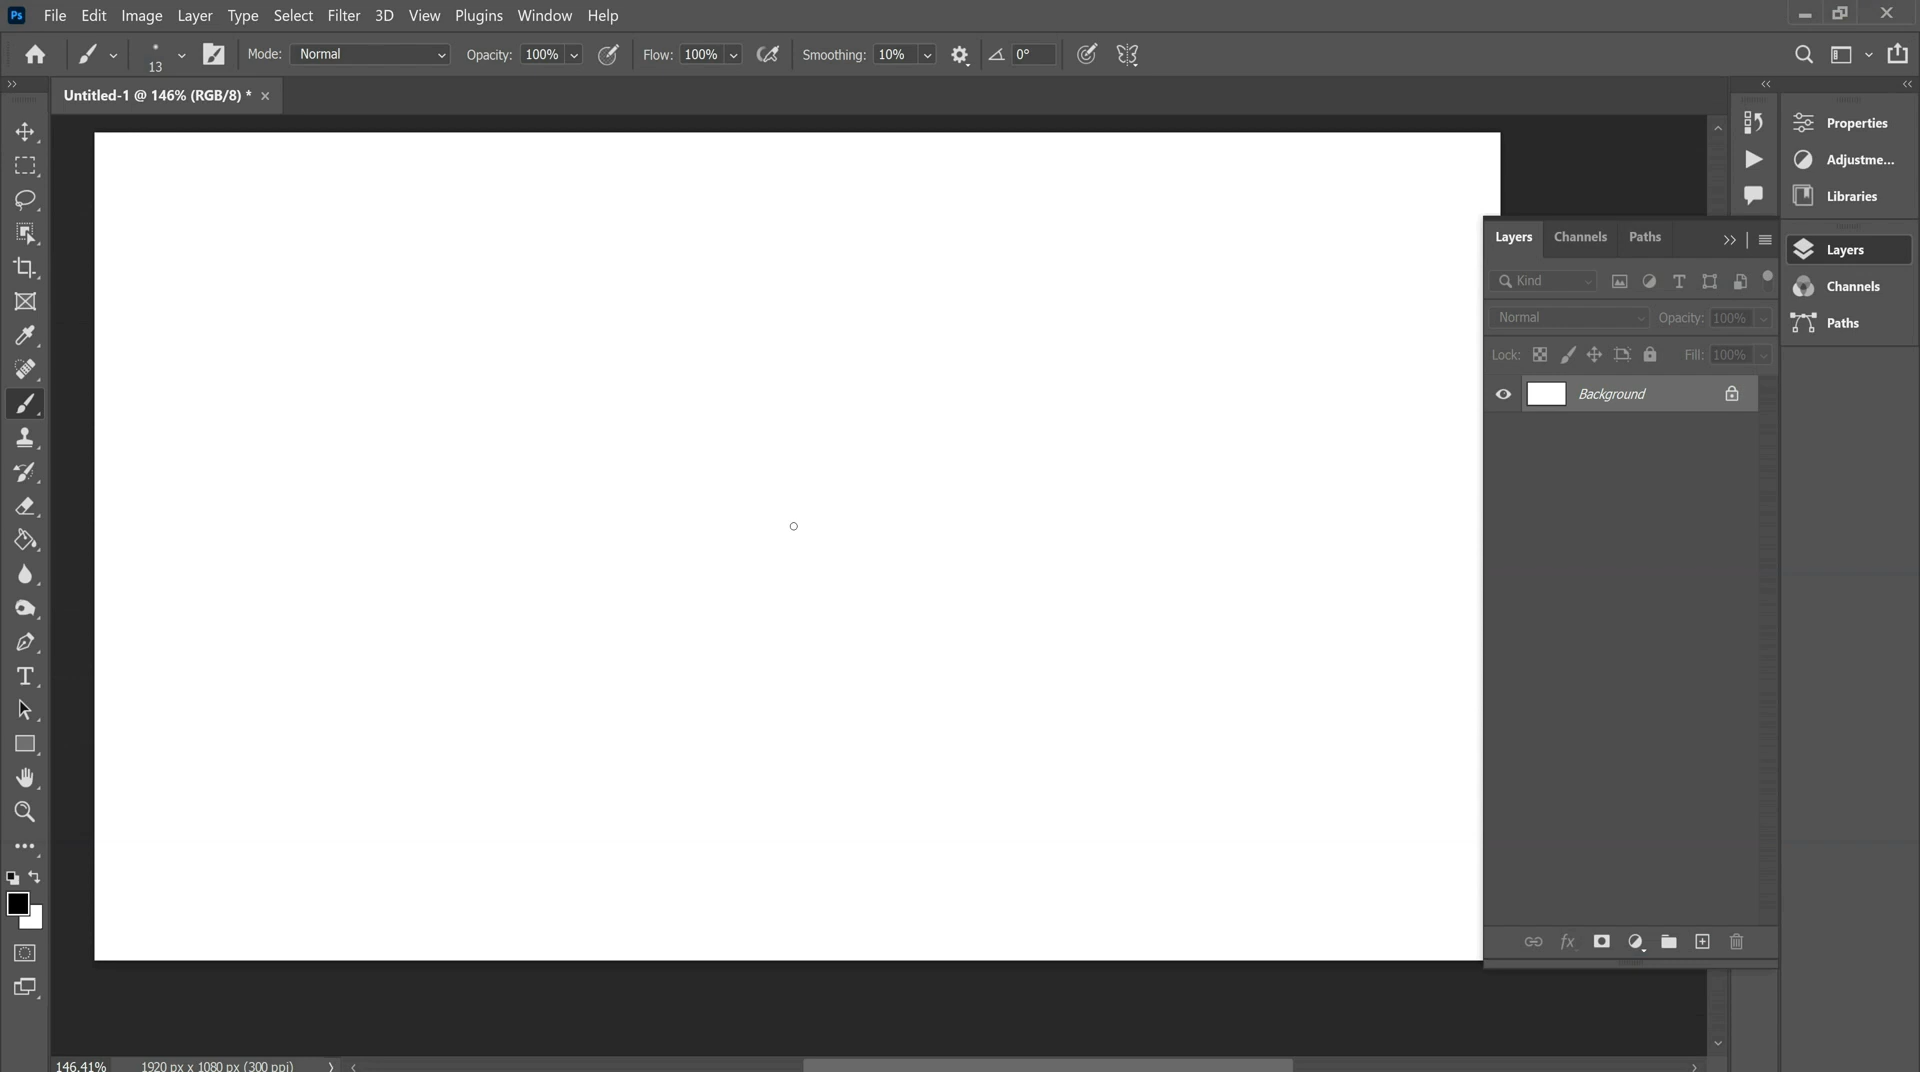 Ps File Edit Image Layer Type Select Filter 3D View Plugins Window Help
13 Mode: Normal Opacity: 100% Flow: 100% Smoothing: 10% 0°
Untitled-1 @ 146% (RGB/8) *
Properties
Adjustme...
Libraries
Layers Channels Paths
Layers
Kind
Channels
Normal Opacity: 100%
Paths
Lock: Fill: 100%
Background
fx
146.41% 1920 px x 1080 px (300 ppi)